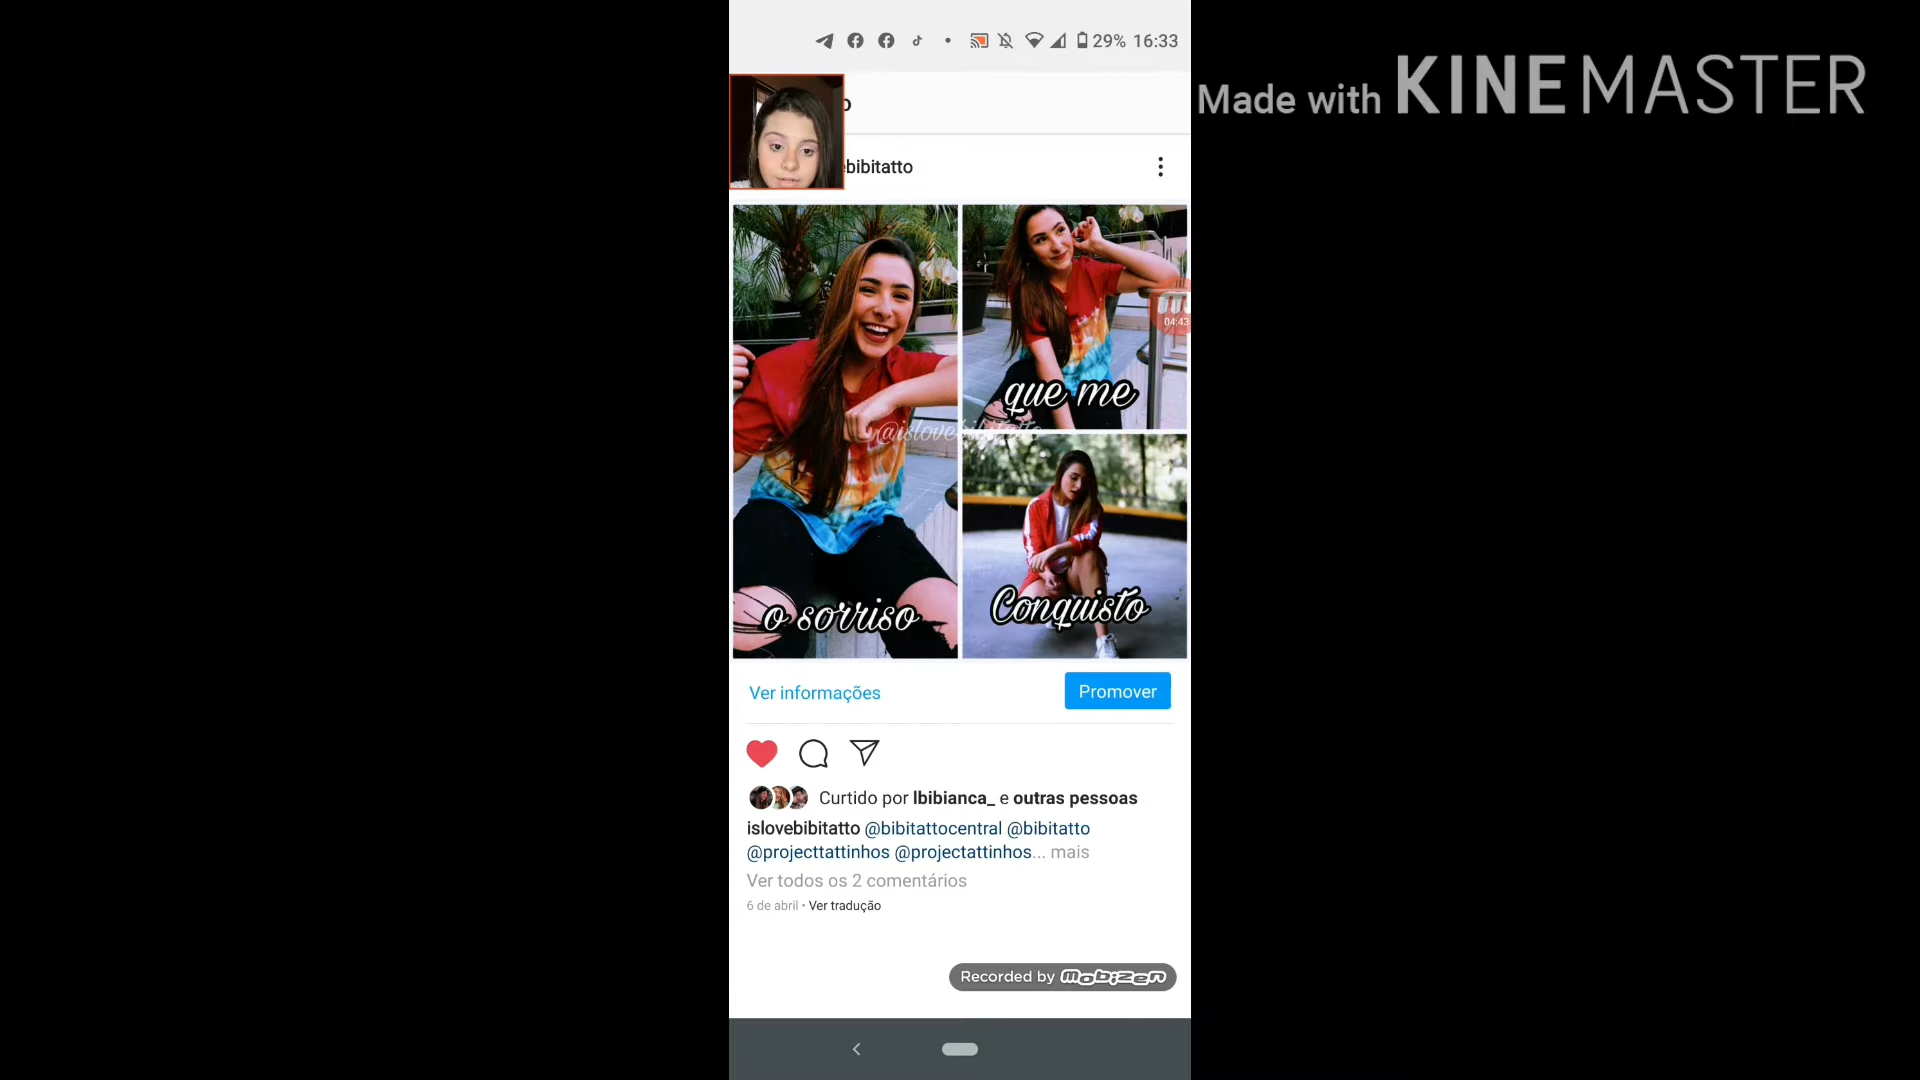 29% 16:33
Made with KINEMASTER
o
ebibitatto
04:43
que me
@islovebibitatto
o sorriso
Conquisto
Ver informações
Promover
Curtido por lbibianca_ e outras pessoas
islovebibitatto @bibitattocentral @bibitatto
@projecttattinhos @projectattinhos... mais
Ver todos os 2 comentários
6 de abril • Ver tradução
Recorded by mobizen